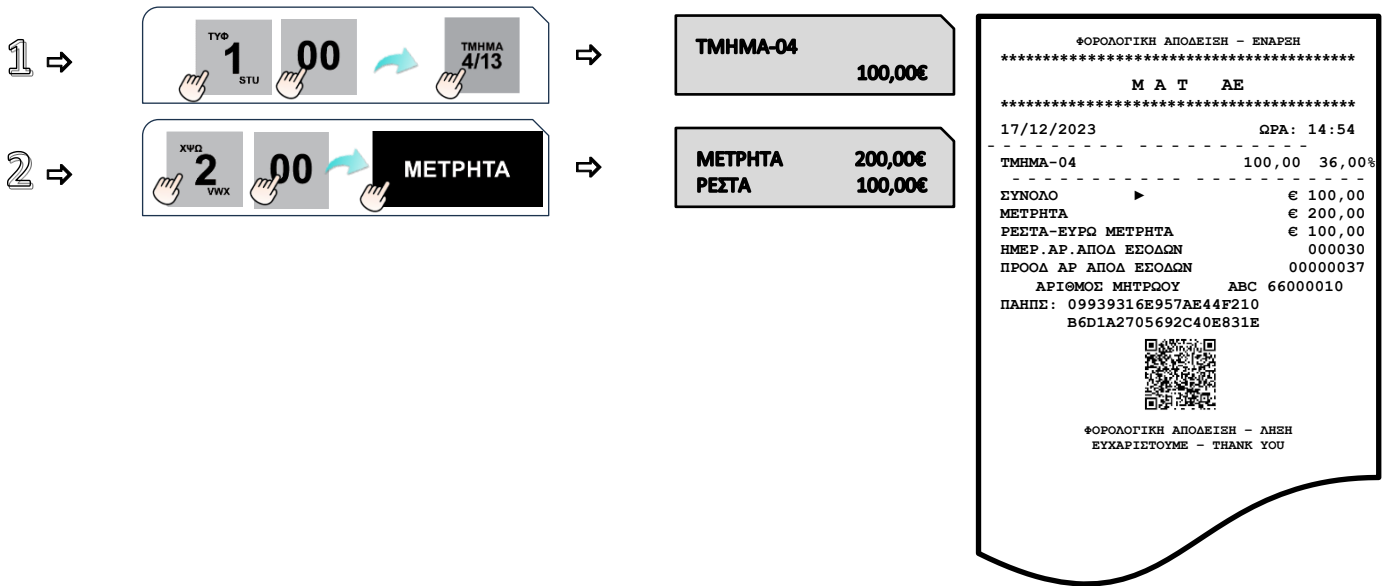 1 ⇨
ΤΥΦ
1
STU
00
ΤΜΗΜΑ
4/13
⇨
ΤΜΗΜΑ-04
100,00€
2 ⇨
ΧΨΩ
2
VWX
00
ΜΕΤΡΗΤΑ
⇨
ΜΕΤΡΗΤΑ 200,00€
ΡΕΣΤΑ 100,00€
ΦΟΡΟΛΟΓΙΚΗ ΑΠΟΔΕΙΞΗ – ΕΝΑΡΞΗ
******************************************
Μ Α Τ ΑΕ
******************************************
17/12/2023 ΩΡΑ: 14:54
- - - - - - - - - - - - - - - - - - - -
ΤΜΗΜΑ-04 100,00 36,00%
- - - - - - - - - - - - - - - - - - - - - -
ΣΥΝΟΛΟ ► € 100,00
ΜΕΤΡΗΤΑ € 200,00
ΡΕΣΤΑ-ΕΥΡΩ ΜΕΤΡΗΤΑ € 100,00
ΗΜΕΡ.ΑΡ.ΑΠΟΔ ΕΣΟΔΩΝ 000030
ΠΡΟΟΔ ΑΡ ΑΠΟΔ ΕΣΟΔΩΝ 00000037
ΑΡΙΘΜΟΣ ΜΗΤΡΩΟΥ ABC 66000010
ΠΑΗΠΣ: 09939316E957AE44F210
B6D1A2705692C40E831E
ΦΟΡΟΛΟΓΙΚΗ ΑΠΟΔΕΙΞΗ – ΛΗΞΗ
ΕΥΧΑΡΙΣΤΟΥΜΕ – THANK YOU